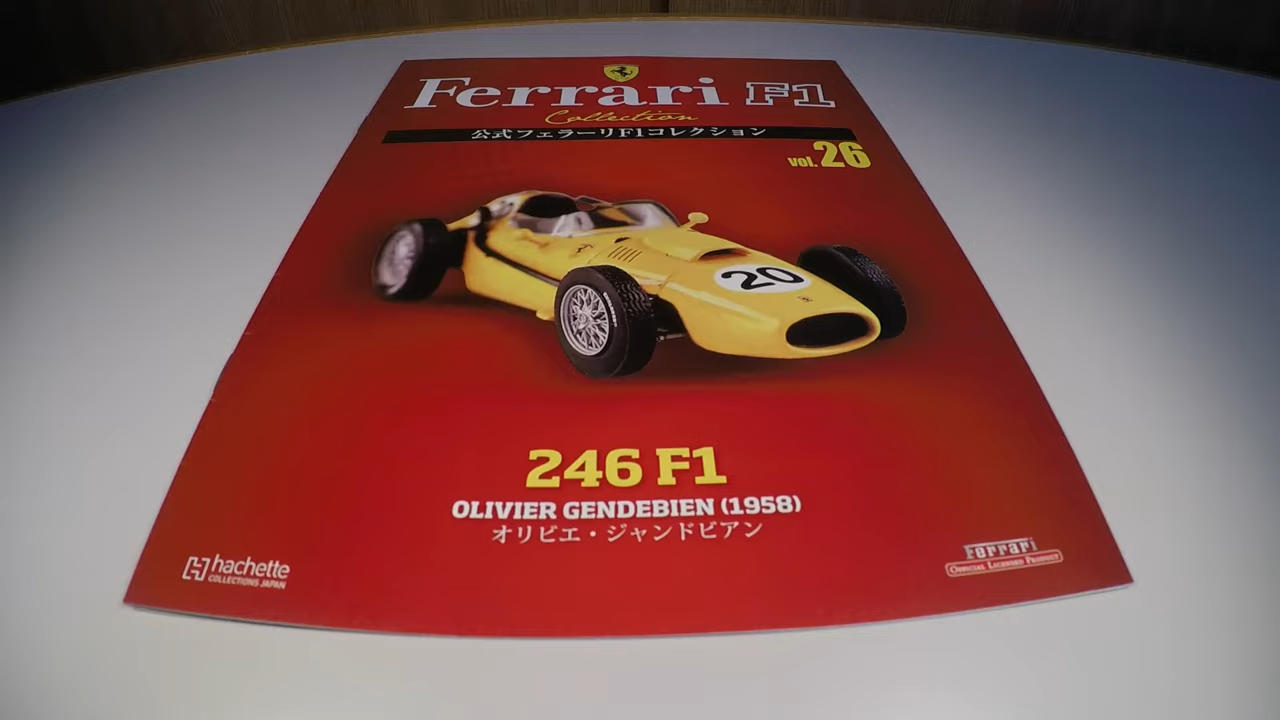 Ferrari F1
Collection
公式フェラーリF1コレクション
vol.26
20
246 F1
OLIVIER GENDEBIEN (1958)
オリビエ・ジャンドビアン
hachette
COLLECTIONS JAPAN
Ferrari
OFFICIAL LICENSED PRODUCT